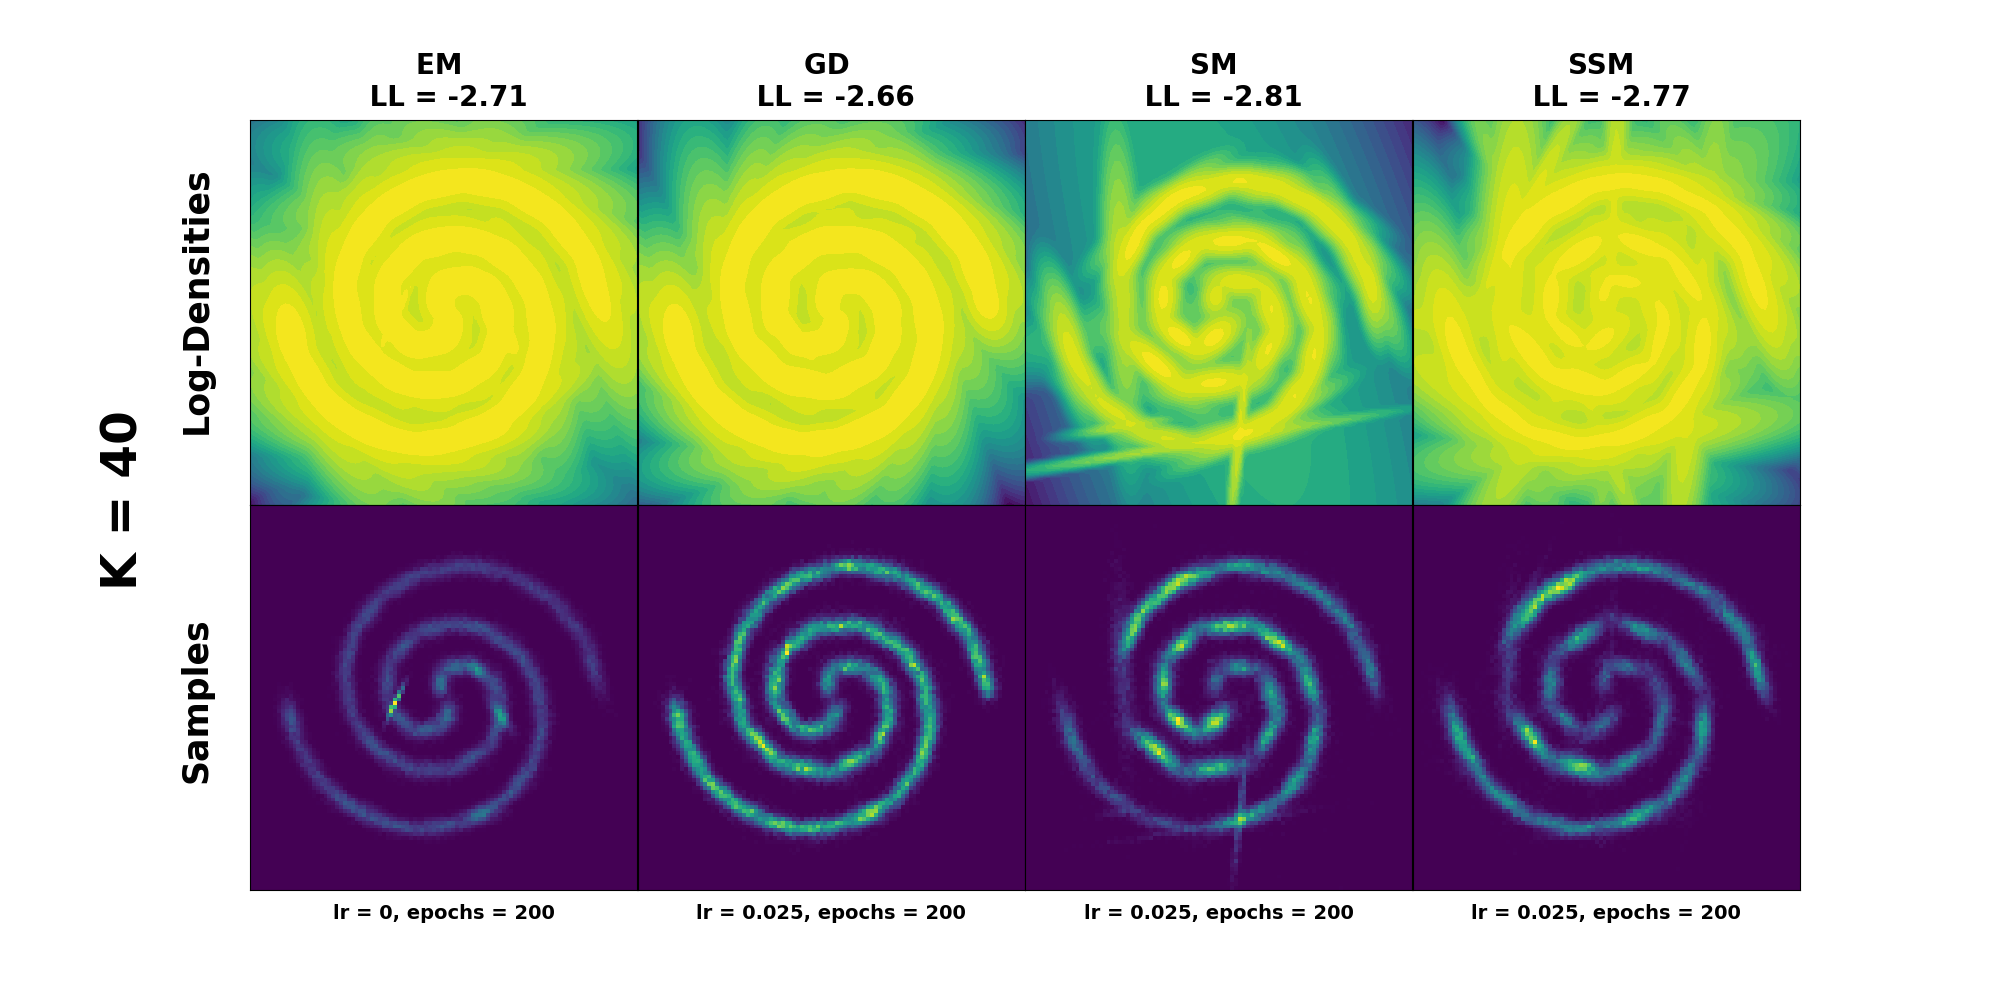 EM
LL = -2.71
GD
LL = -2.66
SM
LL = -2.81
SSM
LL = -2.77
K = 40
Log-Densities
Samples
lr = 0, epochs = 200
lr = 0.025, epochs = 200
lr = 0.025, epochs = 200
lr = 0.025, epochs = 200